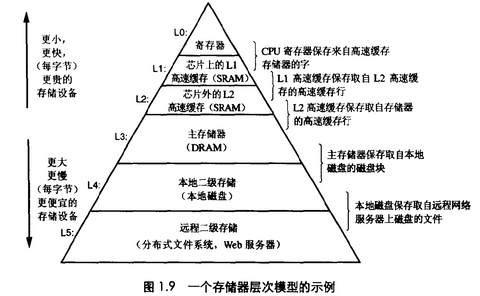 更小，
更快，
（每字节）
更贵的
存储设备
更大
更慢
（每字节）
更便宜的
存储设备
L0:
寄存器
L1:
芯片上的L1
高速缓存（SRAM）
L2:
芯片外的L2
高速缓存（SRAM）
L3:
主存储器
（DRAM）
L4:
本地二级存储
（本地磁盘）
L5:
远程二级存储
（分布式文件系统，Web 服务器）
CPU 寄存器保存来自高速缓存
存储器的字
L1 高速缓存保存取自 L2 高速缓
存的高速缓存行
L2 高速缓存保存取自存储器
的高速缓存行
主存储器保存取自本地
磁盘的磁盘块
本地磁盘保存取自远程网络
服务器上磁盘的文件
图 1.9 一个存储器层次模型的示例